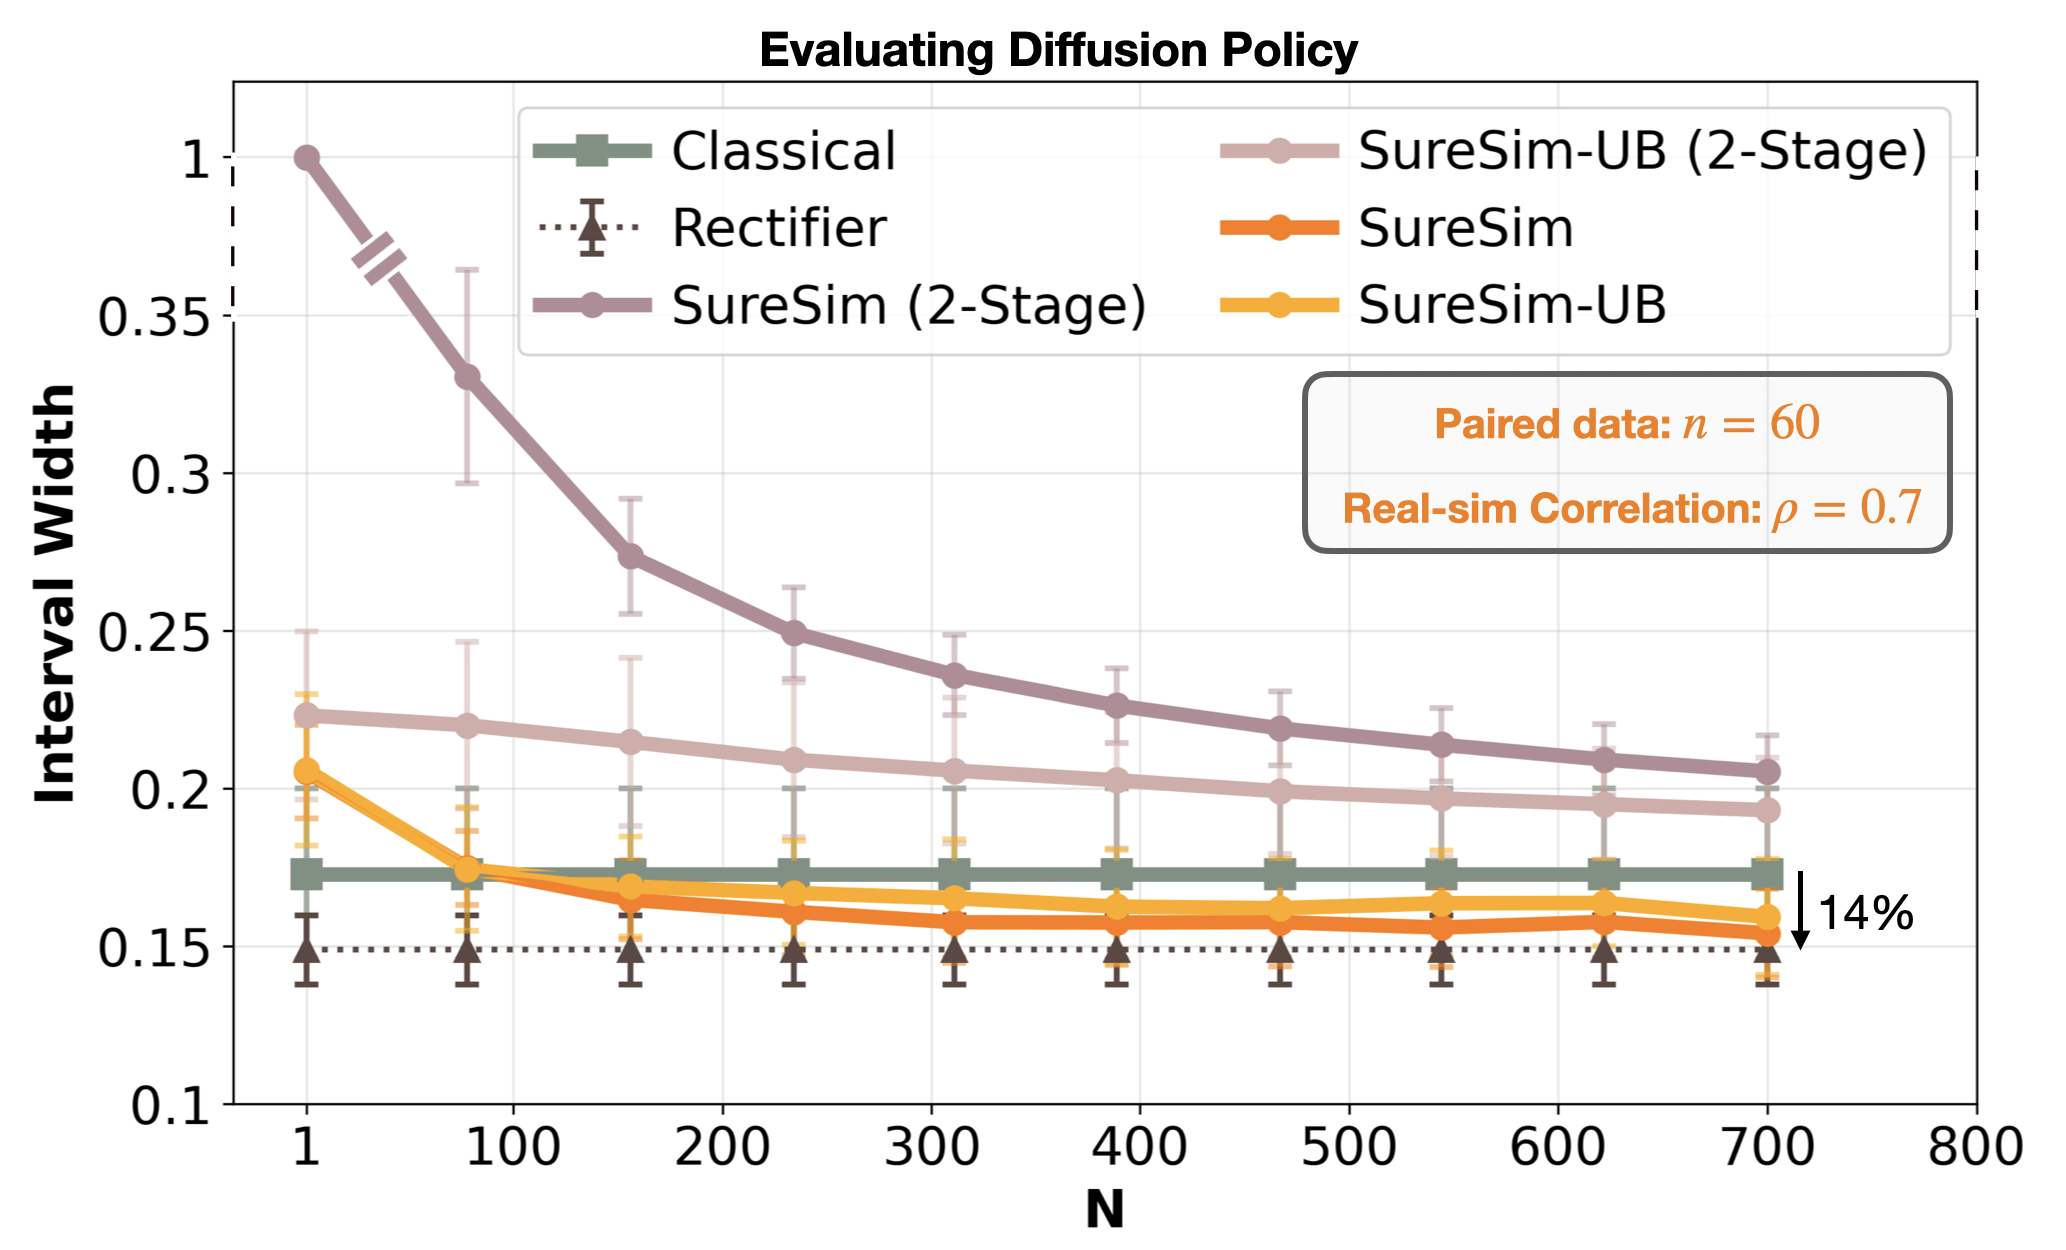 Evaluating Diffusion Policy
Classical
Rectifier
SureSim (2-Stage)
SureSim-UB (2-Stage)
SureSim
SureSim-UB
Paired data: n = 60
Real-sim Correlation: ρ = 0.7
14%
Interval Width
1
0.35
0.3
0.25
0.2
0.15
0.1
1 100 200 300 400 500 600 700 800
N